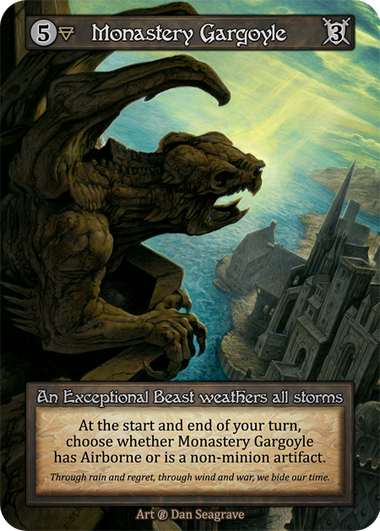 5 Monastery Gargoyle 3
An Exceptional Beast weathers all storms
At the start and end of your turn,
choose whether Monastery Gargoyle
has Airborne or is a non-minion artifact.
Through rain and regret, through wind and war, we bide our time.
Art @ Dan Seagrave